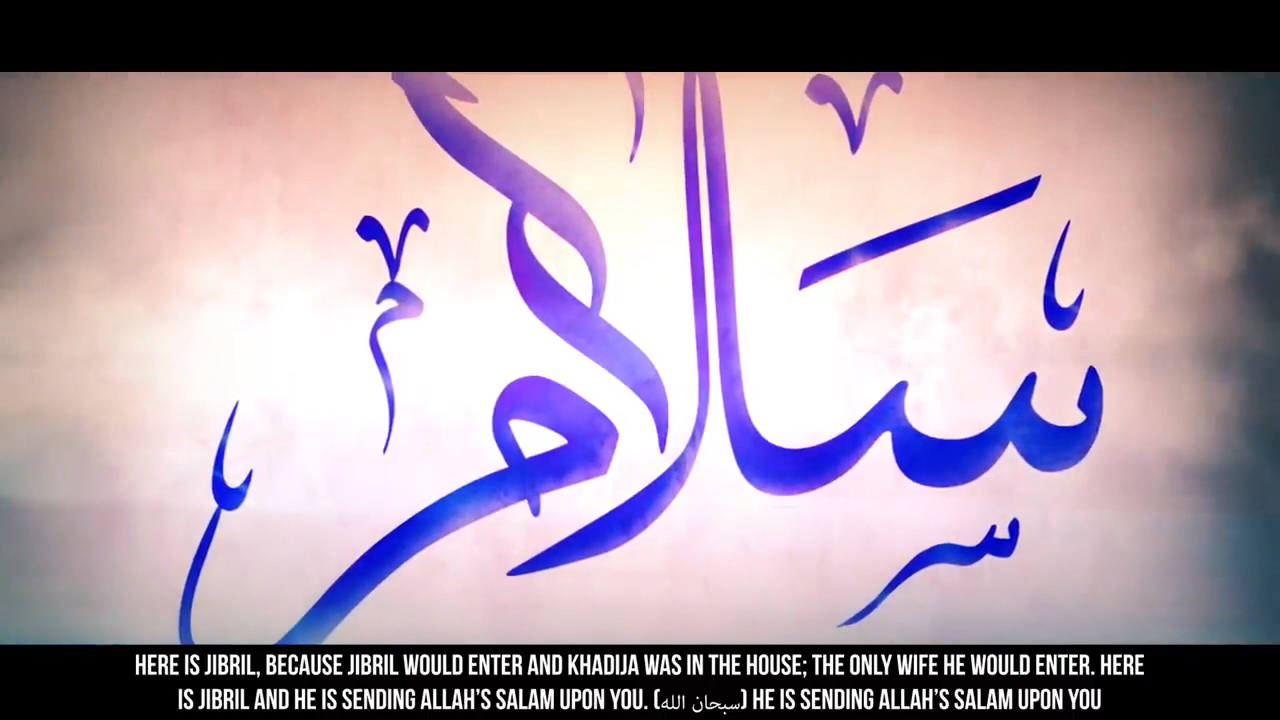 سلام
HERE IS JIBRIL, BECAUSE JIBRIL WOULD ENTER AND KHADIJA WAS IN THE HOUSE; THE ONLY WIFE HE WOULD ENTER. HERE
IS JIBRIL AND HE IS SENDING ALLAH'S SALAM UPON YOU. (سبحان الله) HE IS SENDING ALLAH'S SALAM UPON YOU